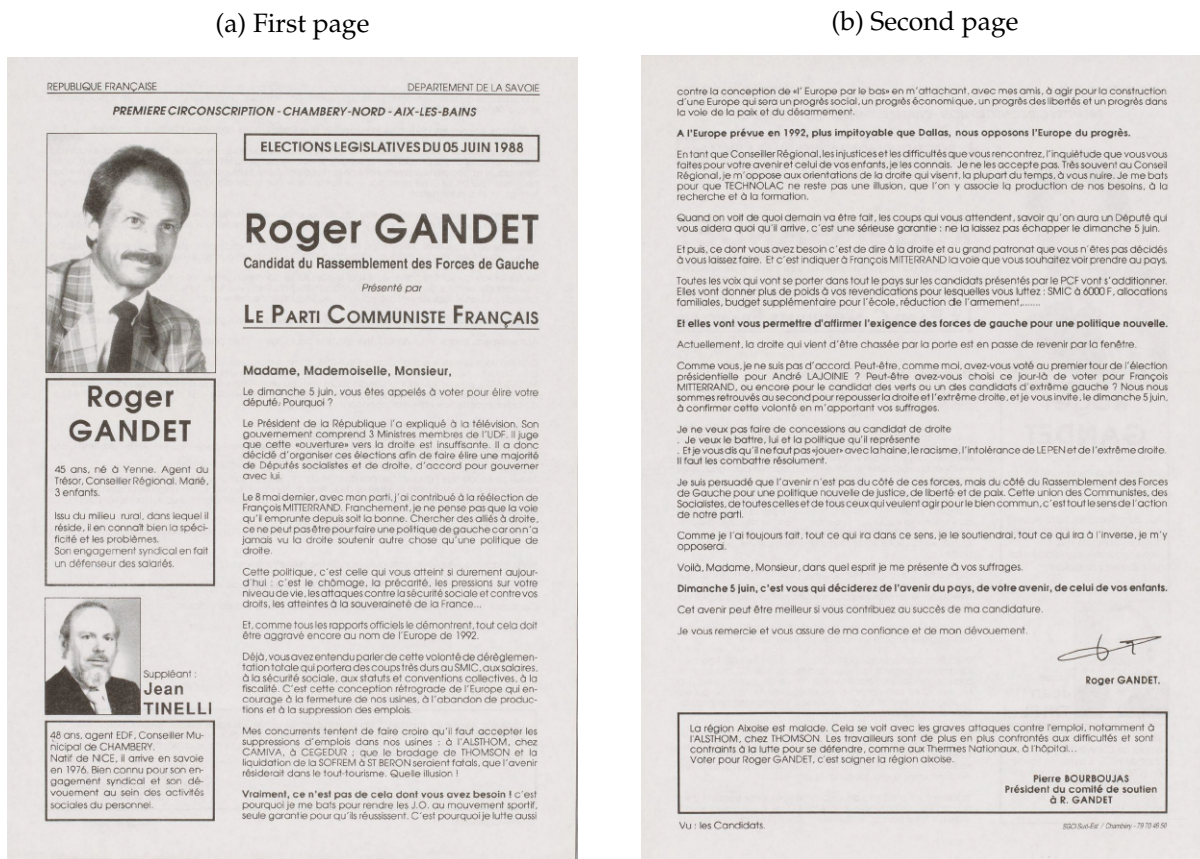 (a) First page
REPUBLIQUE FRANÇAISE
DEPARTEMENT DE LA SAVOIE
PREMIERE CIRCONSCRIPTION - CHAMBERY-NORD - AIX-LES-BAINS
ELECTIONS LEGISLATIVES DU 05 JUIN 1988
Roger GANDET
Candidat du Rassemblement des Forces de Gauche
Présenté par
LE PARTI COMMUNISTE FRANÇAIS
Roger
GANDET
45 ans, né à Yenne. Agent du
Trésor, Conseiller Régional. Marié,
3 enfants.
Issu du milieu rural, dans lequel il
réside, il en connaît bien la spéci-
ficité et les problèmes.
Son engagement syndical en fait
un défenseur des salariés.
Suppléant :
Jean
TINELLI
48 ans, agent EDF, Conseiller Mu-
nicipal de CHAMBERY.
Natif de NICE, il arrive en savoie
en 1976. Bien connu pour son en-
gagement syndical et son dé-
vouement au sein des activités
sociales du personnel.
Madame, Mademoiselle, Monsieur,
Le dimanche 5 juin, vous êtes appelés à voter pour élire votre
député. Pourquoi ?
Le Président de la République l'a expliqué à la télévision. Son
gouvernement comprend 3 Ministres membres de l'UDF. Il juge
que cette «ouverture» vers la droite est insuffisante. Il a donc
décidé d'organiser ces élections afin de faire élire une majorité
de Députés socialistes et de droite, d'accord pour gouverner
avec lui.
Le 8 mai dernier, avec mon parti, j'ai contribué à la réélection de
François MITTERRAND. Franchement, je ne pense pas que la voie
qu'il emprunte depuis soit la bonne. Chercher des alliés à droite,
ce ne peut pas être pour faire une politique de gauche car on n'a
jamais vu la droite soutenir autre chose qu'une politique de
droite.
Cette politique, c'est celle qui vous atteint si durement aujour-
d'hui : c'est le chômage, la précarité, les pressions sur votre
niveau de vie, les attaques contre la sécurité sociale et contre vos
droits, les atteintes à la souveraineté de la France...
Et, comme tous les rapports officiels le démontrent, tout cela doit
être aggravé encore au nom de l'Europe de 1992.
Déjà, vous avez entendu parler de cette volonté de dérèglemen-
tation totale qui portera des coups très durs au SMIC, aux salaires,
à la sécurité sociale, aux statuts et conventions collectives, à la
fiscalité. C'est cette conception rétrograde de l'Europe qui en-
courage à la fermeture de nos usines, à l'abandon de produc-
tions et à la suppression des emplois.
Mes concurrents tentent de faire croire qu'il faut accepter les
suppressions d'emplois dans nos usines : à l'ALSTHOM, chez
CAMIVA, à CEGEDUR ; que le bradage de THOMSON et la
liquidation de la SOFREM à ST BERON seraient fatals, que l'avenir
résiderait dans le tout-tourisme. Quelle illusion !
Vraiment, ce n'est pas de cela dont vous avez besoin ! c'est
pourquoi je me bats pour rendre les J.O. au mouvement sportif,
seule garantie pour qu'ils réussissent. C'est pourquoi je lutte aussi
(b) Second page
contre la conception de «l' Europe par le bas» en m'attachant, avec mes amis, à agir pour la construction
d'une Europe qui sera un progrès social, un progrès économique, un progrès des libertés et un progrès dans
la voie de la paix et du désarmement.
A l'Europe prévue en 1992, plus impitoyable que Dallas, nous opposons l'Europe du progrès.
En tant que Conseiller Régional, les injustices et les difficultés que vous rencontrez, l'inquiétude que vous vous
faites pour votre avenir et celui de vos enfants, je les connais. Je ne les accepte pas. Très souvent au Conseil
Régional, je m'oppose aux orientations de la droite qui visent, la plupart du temps, à vous nuire. Je me bats
pour que TECHNOLAC ne reste pas une illusion, que l'on y associe la production de nos besoins, à la
recherche et à la formation.
Quand on voit de quoi demain va être fait, les coups qui vous attendent, savoir qu'on aura un Député qui
vous aidera quoi qu'il arrive, c'est une sérieuse garantie : ne la laissez pas échapper le dimanche 5 juin.
Et puis, ce dont vous avez besoin c'est de dire à la droite et au grand patronat que vous n'êtes pas décidés
à vous laissez faire. Et c'est indiquer à François MITTERRAND la voie que vous souhaitez voir prendre au pays.
Toutes les voix qui vont se porter dans tout le pays sur les candidats présentés par le PCF vont s'additionner.
Elles vont donner plus de poids à vos revendications pour lesquelles vous luttez : SMIC à 6000 F, allocations
familiales, budget supplémentaire pour l'école, réduction de l'armement,.......
Et elles vont vous permettre d'affirmer l'exigence des forces de gauche pour une politique nouvelle.
Actuellement, la droite qui vient d'être chassée par la porte est en passe de revenir par la fenêtre.
Comme vous, je ne suis pas d'accord. Peut-être, comme moi, avez-vous voté au premier tour de l'élection
présidentielle pour André LAJOINIE ? Peut-être avez-vous choisi ce jour-là de voter pour François
MITTERRAND, ou encore pour le candidat des verts ou un des candidats d'extrême gauche ? Nous nous
sommes retrouvés au second pour repousser la droite et l'extrême droite, et je vous invite, le dimanche 5 juin,
à confirmer cette volonté en m'apportant vos suffrages.
Je ne veux pas faire de concessions au candidat de droite
. Je veux le battre, lui et la politique qu'il représente
. Et je vous dis qu'il ne faut pas «jouer» avec la haine, le racisme, l'intolérance de LE PEN et de l'extrême droite.
Il faut les combattre résolument.
Je suis persuadé que l'avenir n'est pas du côté de ces forces, mais du côté du Rassemblement des Forces
de Gauche pour une politique nouvelle de justice, de liberté et de paix. Cette union des Communistes, des
Socialistes, de toutes celles et de tous ceux qui veulent agir pour le bien commun, c'est tout le sens de l'action
de notre parti.
Comme je l'ai toujours fait, tout ce qui ira dans ce sens, je le soutiendrai, tout ce qui ira à l'inverse, je m'y
opposerai.
Voilà, Madame, Monsieur, dans quel esprit je me présente à vos suffrages.
Dimanche 5 juin, c'est vous qui déciderez de l'avenir du pays, de votre avenir, de celui de vos enfants.
Cet avenir peut être meilleur si vous contribuez au succès de ma candidature.
Je vous remercie et vous assure de ma confiance et de mon dévouement.
Roger GANDET.
La région Aixoise est malade. Cela se voit avec les graves attaques contre l'emploi, notamment à
l'ALSTHOM, chez THOMSON. Les travailleurs sont de plus en plus confrontés aux difficultés et sont
contraints à la lutte pour se défendre, comme aux Thermes Nationaux, à l'hôpital...
Voter pour Roger GANDET, c'est soigner la région aixoise.
Pierre BOURBOUJAS
Président du comité de soutien
à R. GANDET
Vu : les Candidats.
SGCI Sud-Est / Chambéry - 79 70 46 50